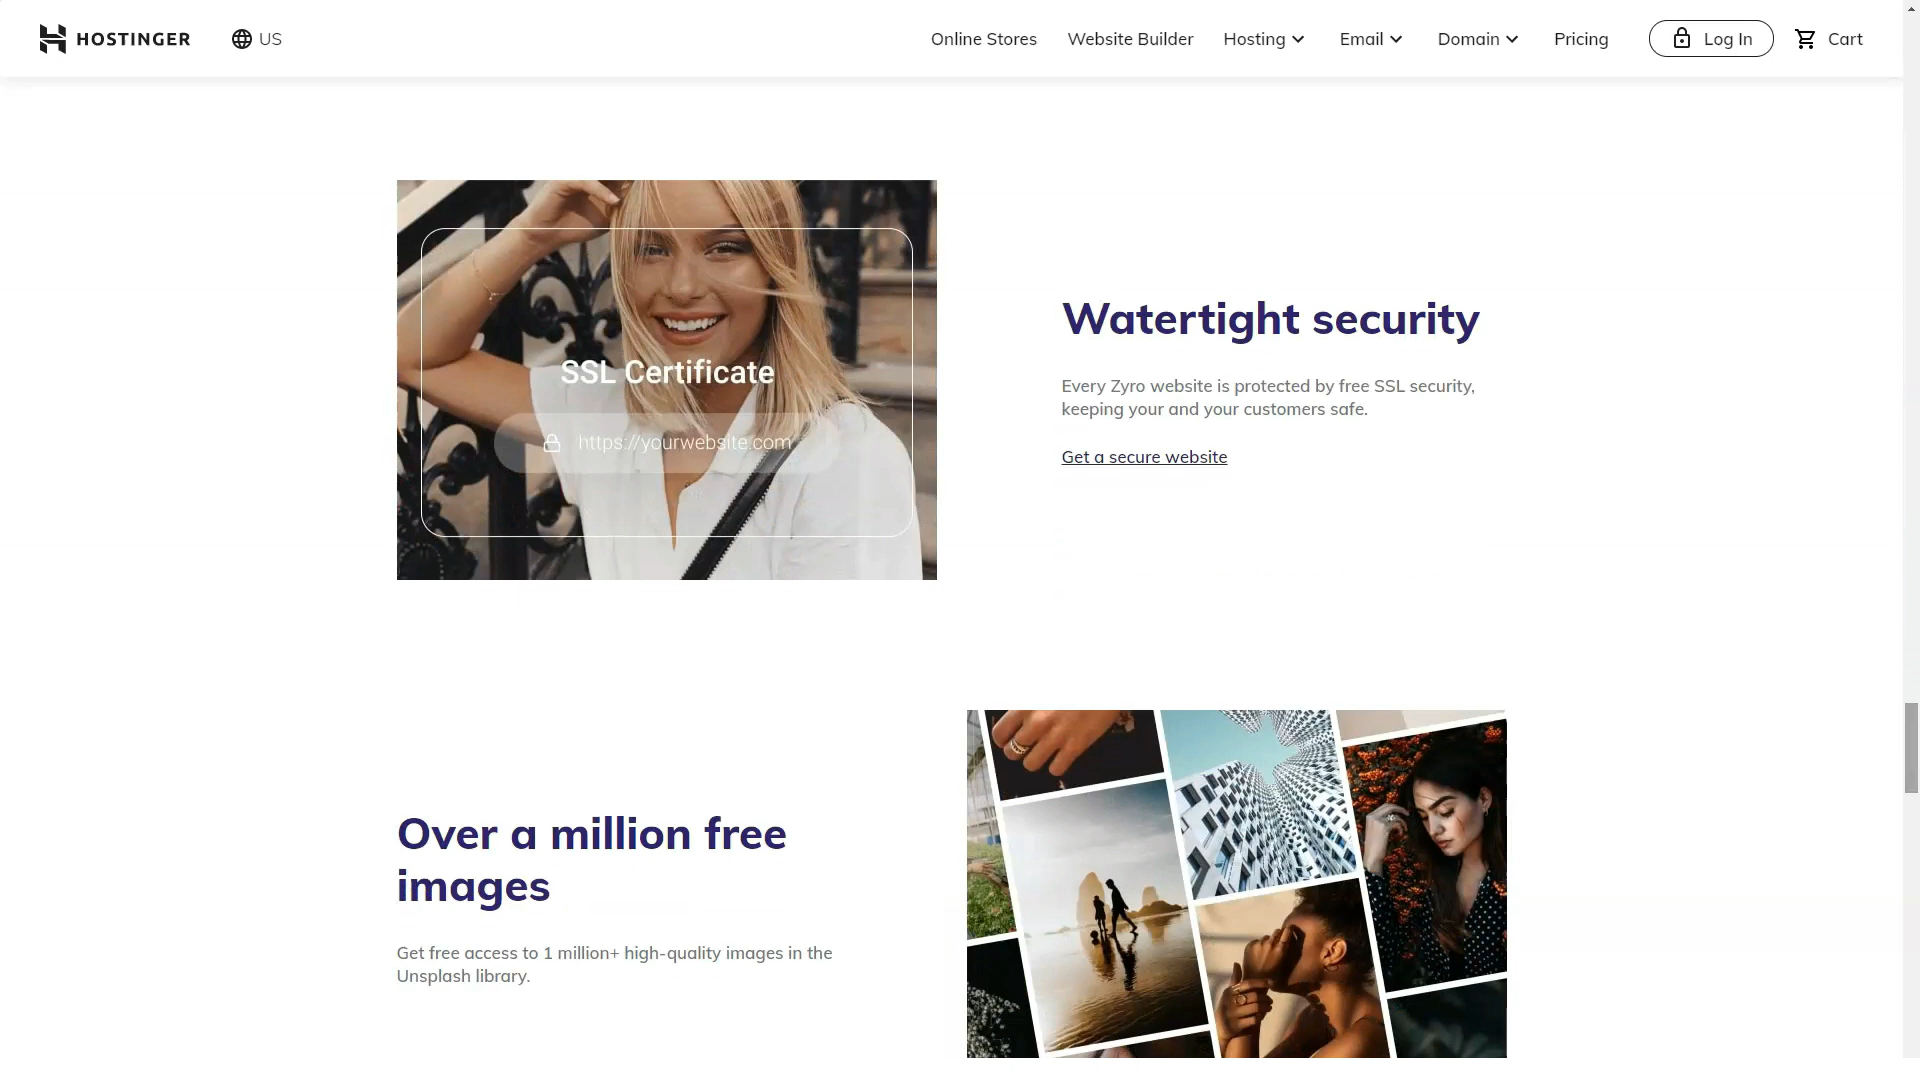 HOSTINGER
US
Online Stores
Website Builder
Hosting
Email
Domain
Pricing
Log In
Cart
SSL Certificate
https://yourwebsite.com
Watertight security
Every Zyro website is protected by free SSL security,
keeping your and your customers safe.
Get a secure website
Over a million free
images
Get free access to 1 million+ high-quality images in the
Unsplash library.